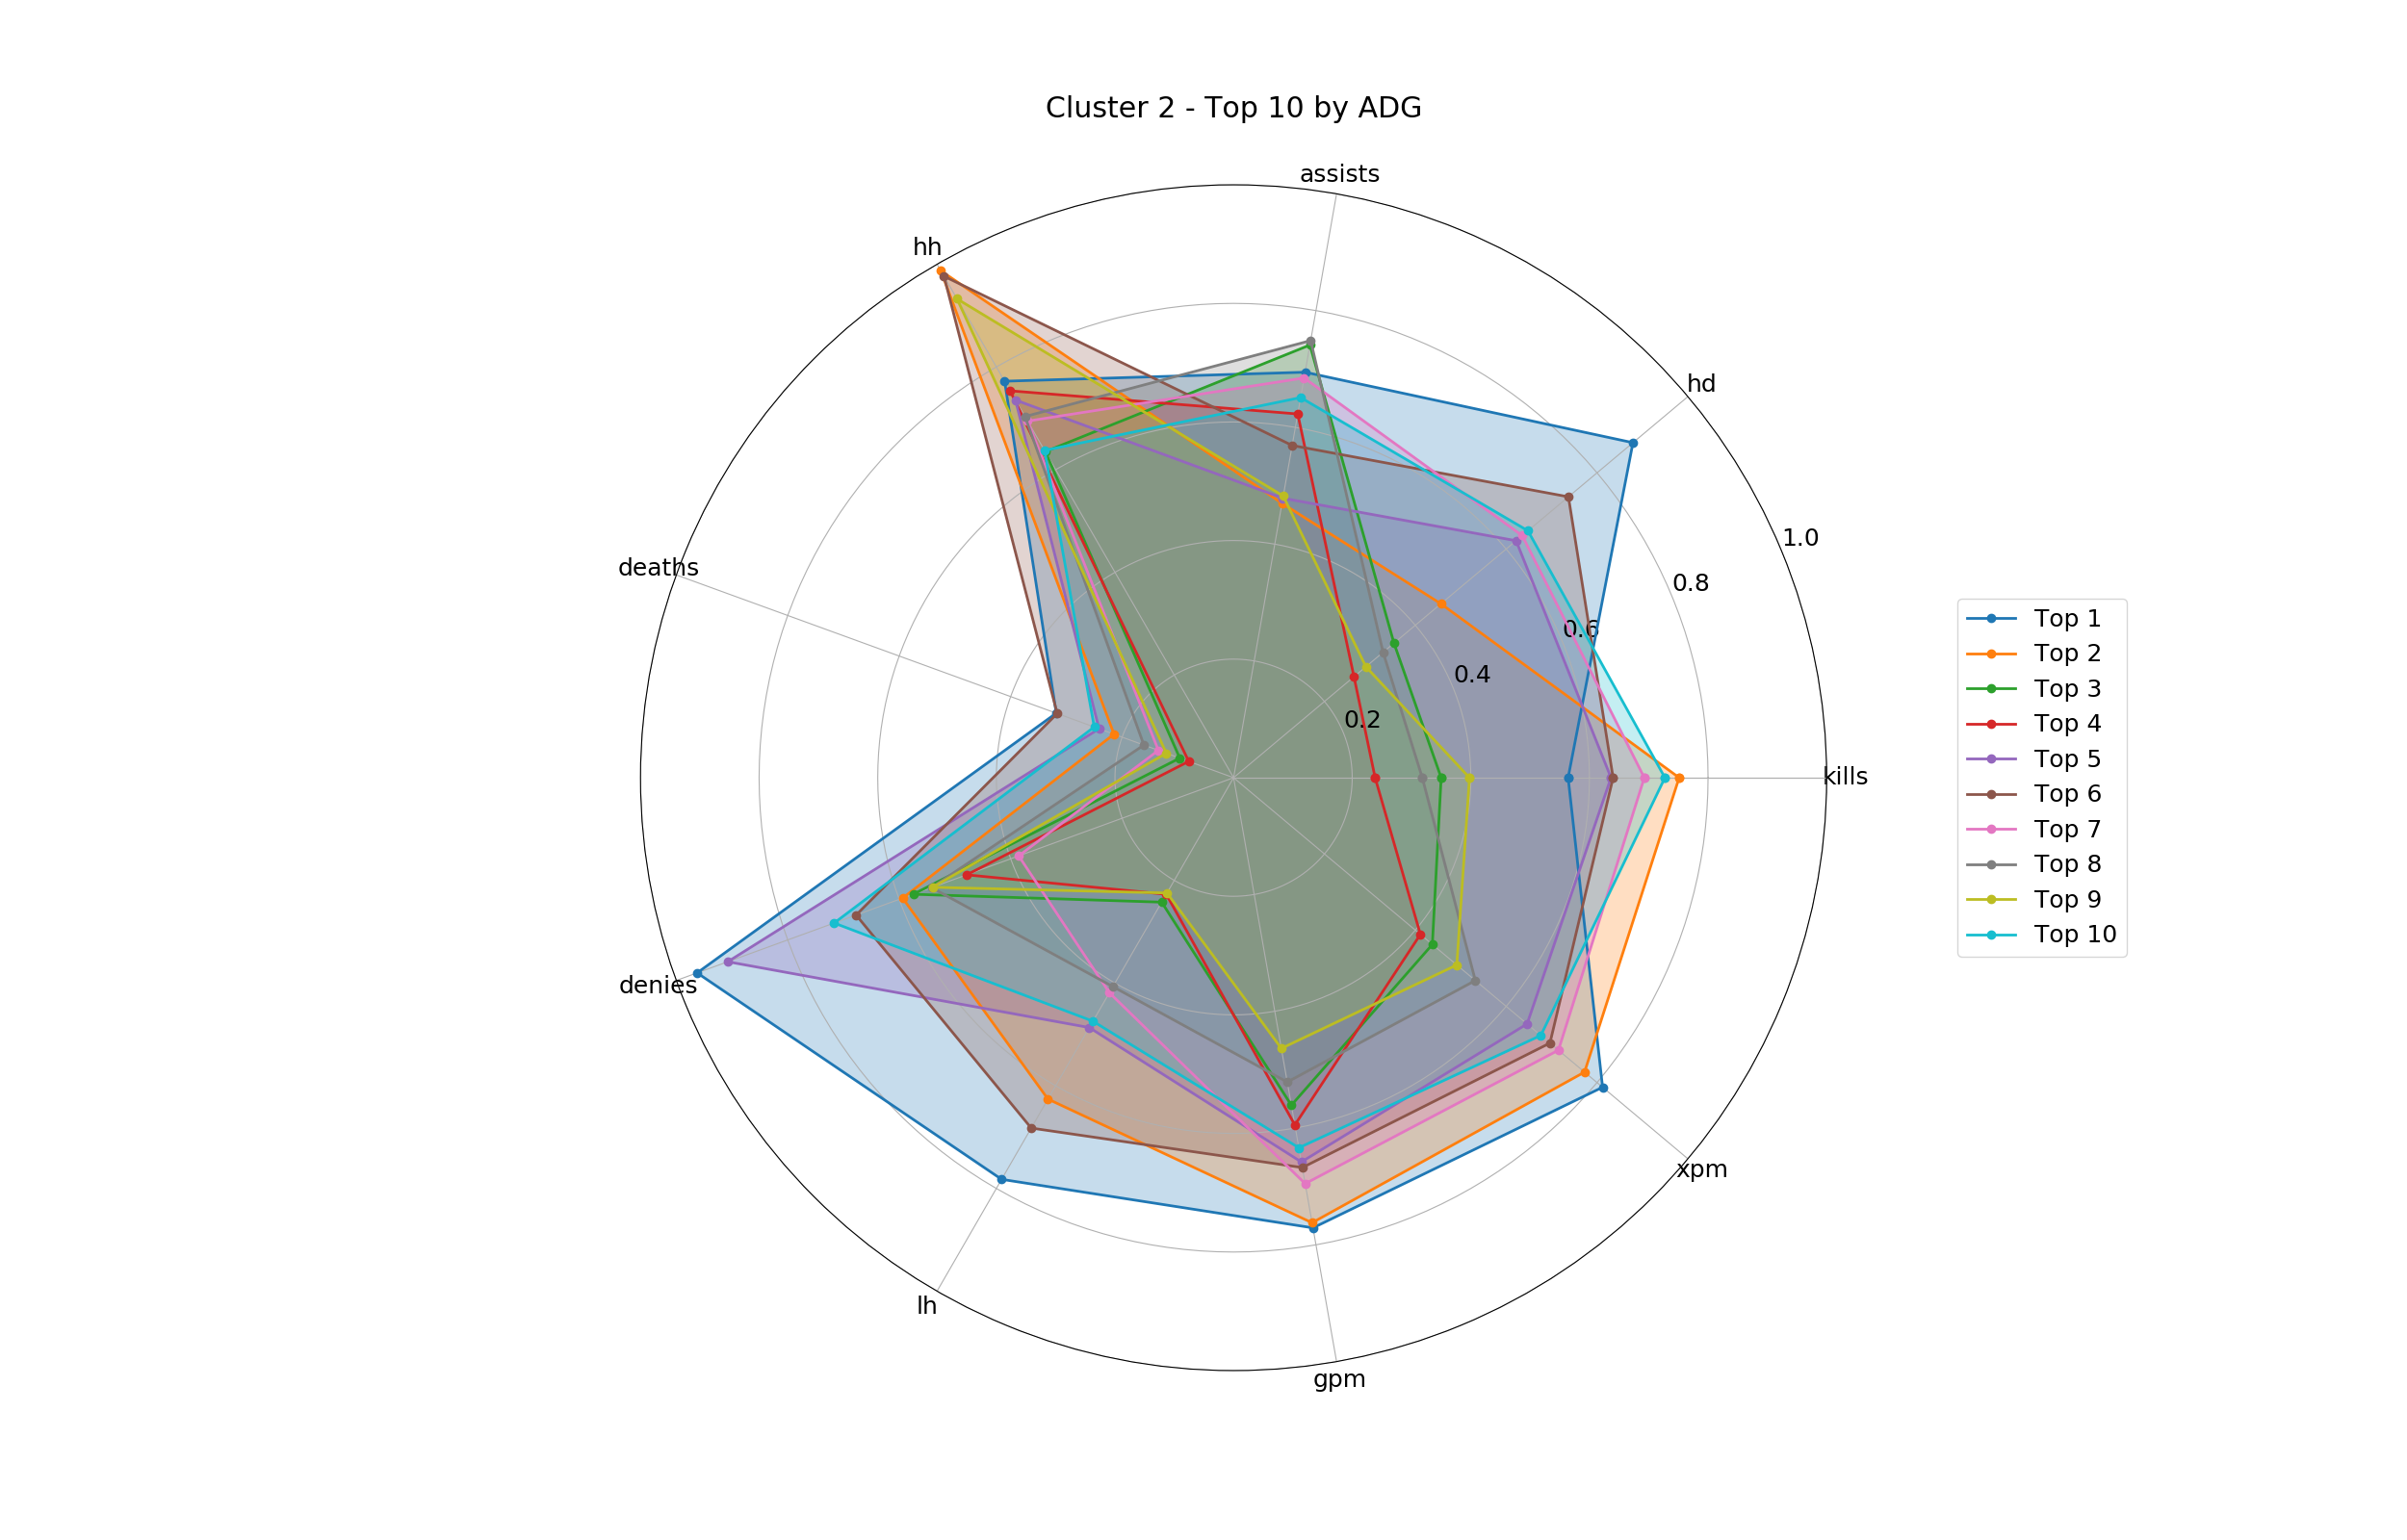 Cluster 2 - Top 10 by ADG
assists
hh
hd
1.0
deaths
0.8
0.6
0.4
0.2
kills
denies
xpm
lh
gpm
Top 1
Top 2
Top 3
Top 4
Top 5
Top 6
Top 7
Top 8
Top 9
Top 10